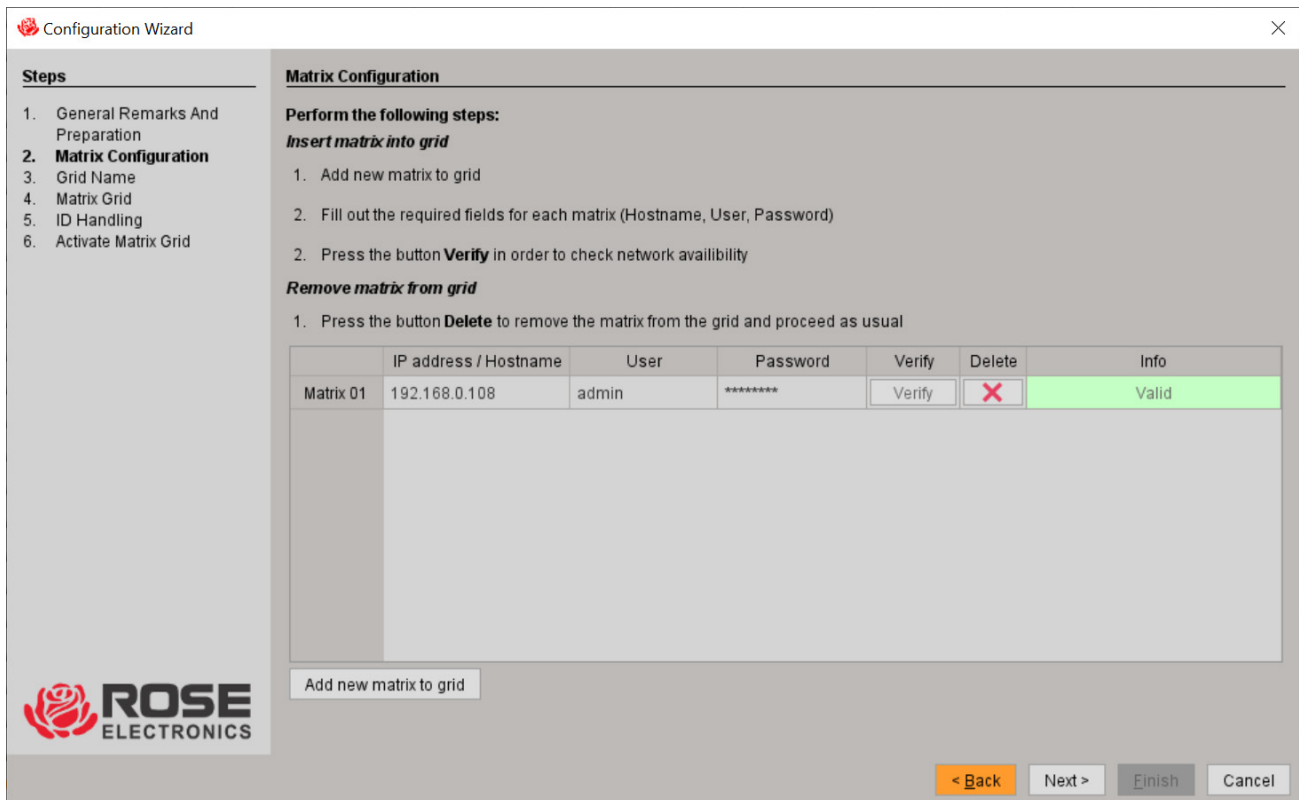 Configuration Wizard
Steps
1. General Remarks And
Preparation
2. Matrix Configuration
3. Grid Name
4. Matrix Grid
5. ID Handling
6. Activate Matrix Grid
Matrix Configuration
Perform the following steps:
Insert matrix into grid
1. Add new matrix to grid
2. Fill out the required fields for each matrix (Hostname, User, Password)
2. Press the button Verify in order to check network availibility
Remove matrix from grid
1. Press the button Delete to remove the matrix from the grid and proceed as usual
IP address / Hostname User Password Verify Delete Info
Matrix 01 192.168.0.108 admin ******** Verify Valid
Add new matrix to grid
ROSE
ELECTRONICS
< Back Next > Finish Cancel